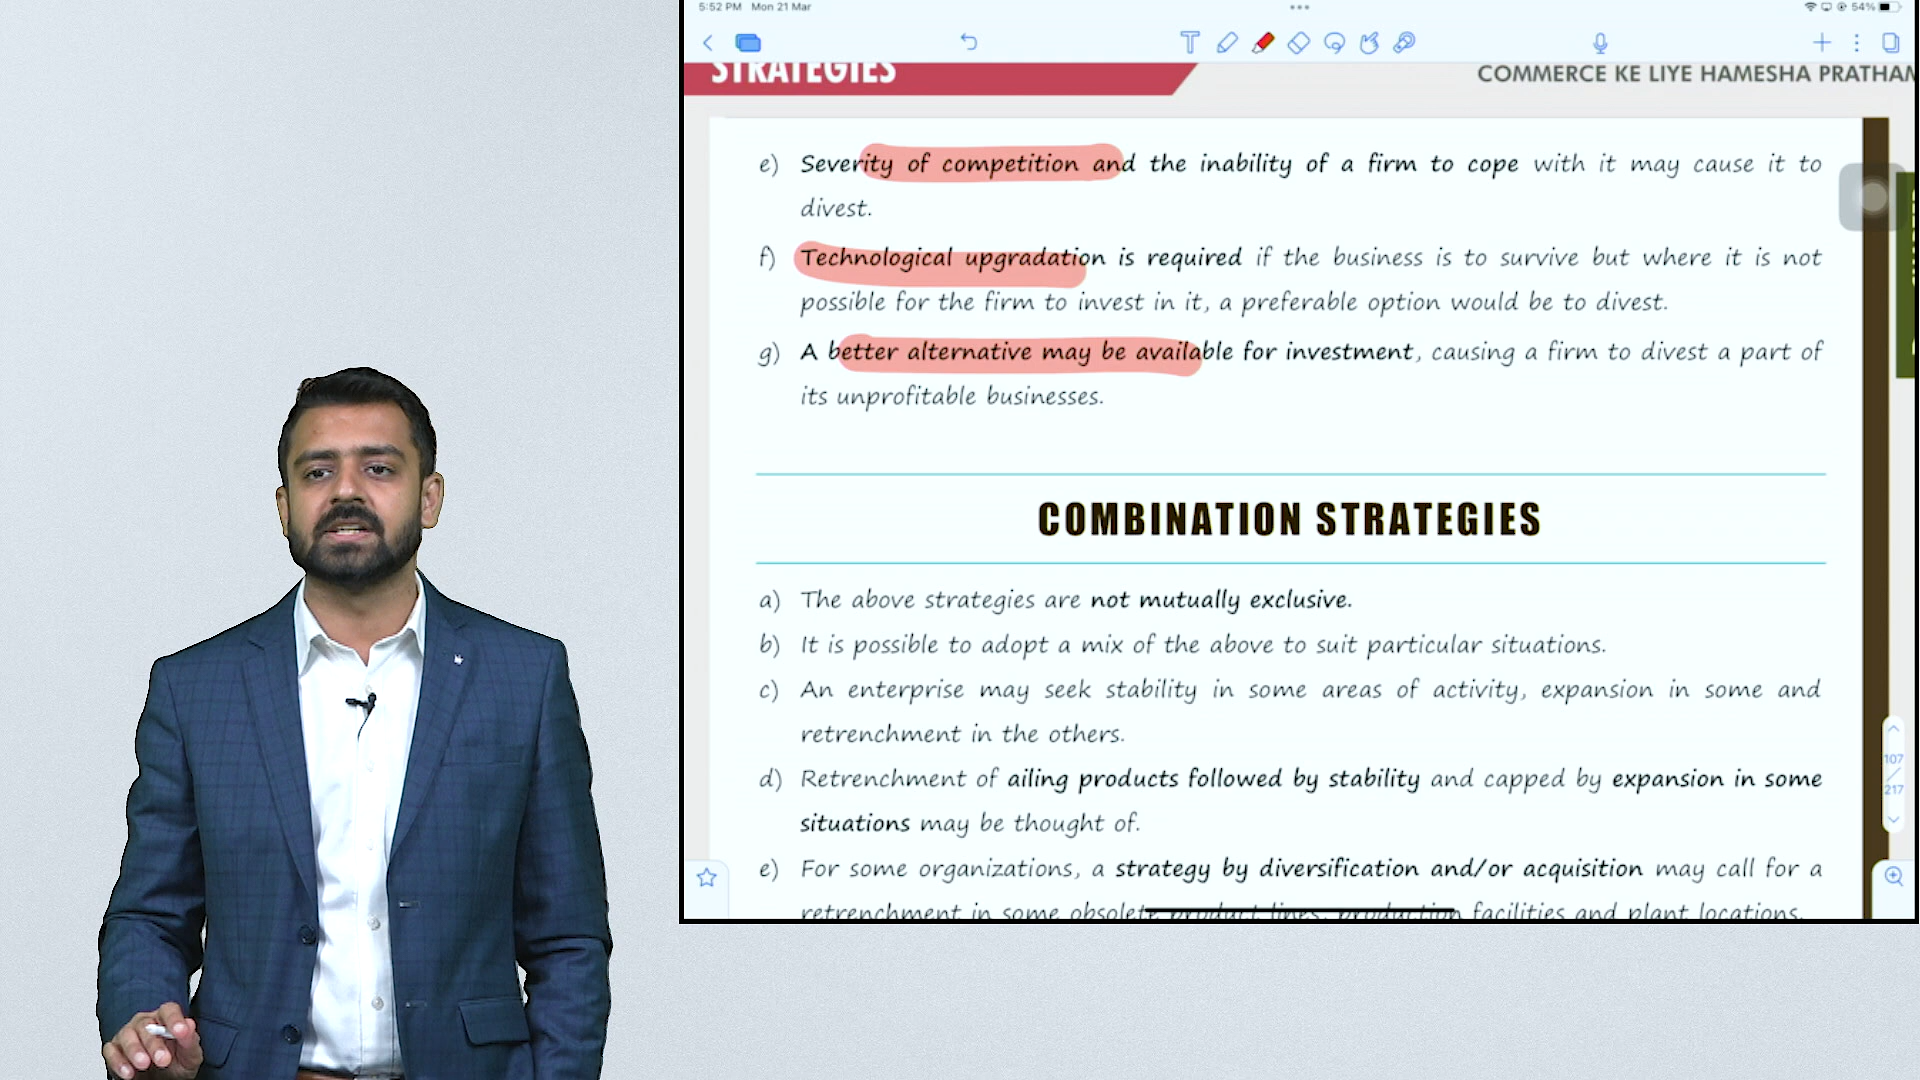 5:52 PM Mon 21 Mar
54%
STRATEGIES
COMMERCE KE LIYE HAMESHA PRATHAM
e) Severity of competition and the inability of a firm to cope with it may cause it to
divest.
f) Technological upgradation is required if the business is to survive but where it is not
possible for the firm to invest in it, a preferable option would be to divest.
g) A better alternative may be available for investment, causing a firm to divest a part of
its unprofitable businesses.
COMBINATION STRATEGIES
a) The above strategies are not mutually exclusive.
b) It is possible to adopt a mix of the above to suit particular situations.
c) An enterprise may seek stability in some areas of activity, expansion in some and
retrenchment in the others.
d) Retrenchment of ailing products followed by stability and capped by expansion in some
situations may be thought of.
e) For some organizations, a strategy by diversification and/or acquisition may call for a
retrenchment in some obsolete product lines, production facilities and plant locations.
107
217